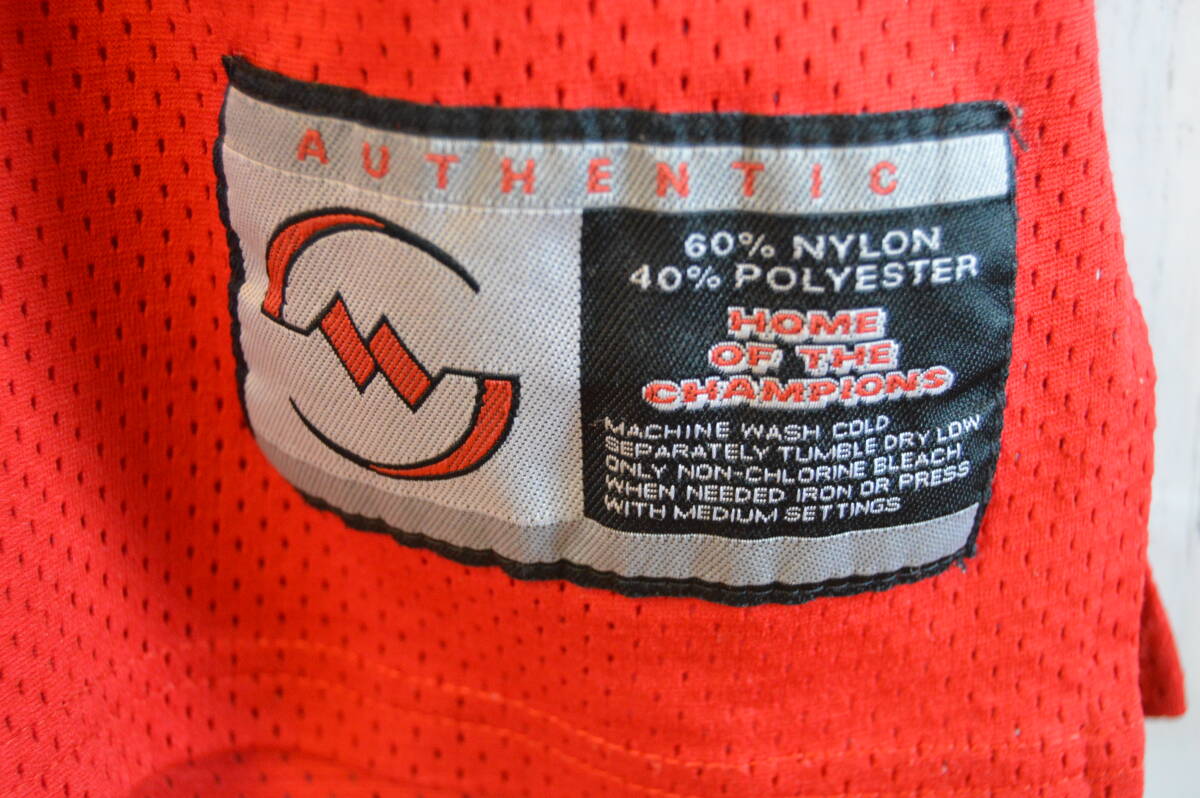 AUTHENTIC
60% NYLON
40% POLYESTER
HOME
OF THE
CHAMPIONS
MACHINE WASH COLD
SEPARATELY TUMBLE DRY LOW
ONLY NON-CHLORINE BLEACH
WHEN NEEDED IRON OR PRESS
WITH MEDIUM SETTINGS